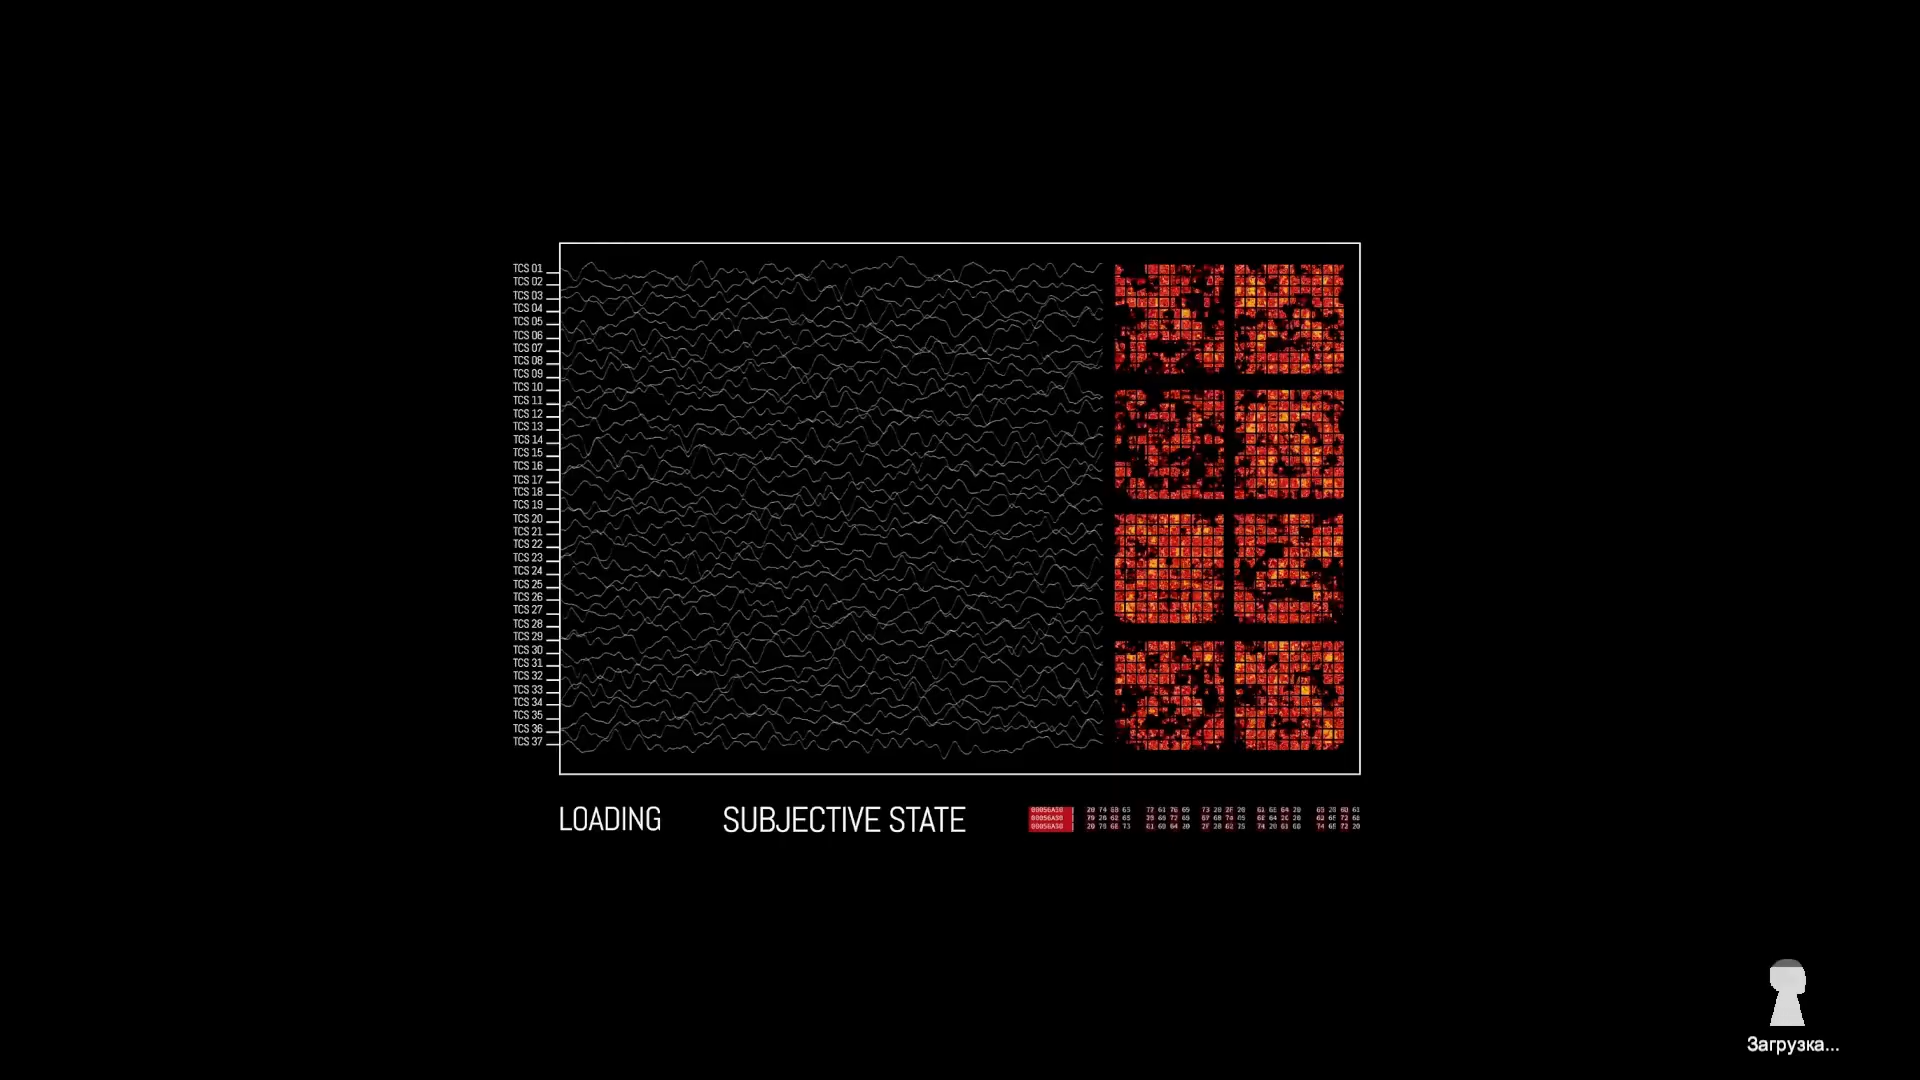 TCS 01
TCS 02
TCS 03
TCS 04
TCS 05
TCS 06
TCS 07
TCS 08
TCS 09
TCS 10
TCS 11
TCS 12
TCS 13
TCS 14
TCS 15
TCS 16
TCS 17
TCS 18
TCS 19
TCS 20
TCS 21
TCS 22
TCS 23
TCS 24
TCS 25
TCS 26
TCS 27
TCS 28
TCS 29
TCS 30
TCS 31
TCS 32
TCS 33
TCS 34
TCS 35
TCS 36
TCS 37
LOADING SUBJECTIVE STATE
Загрузка...